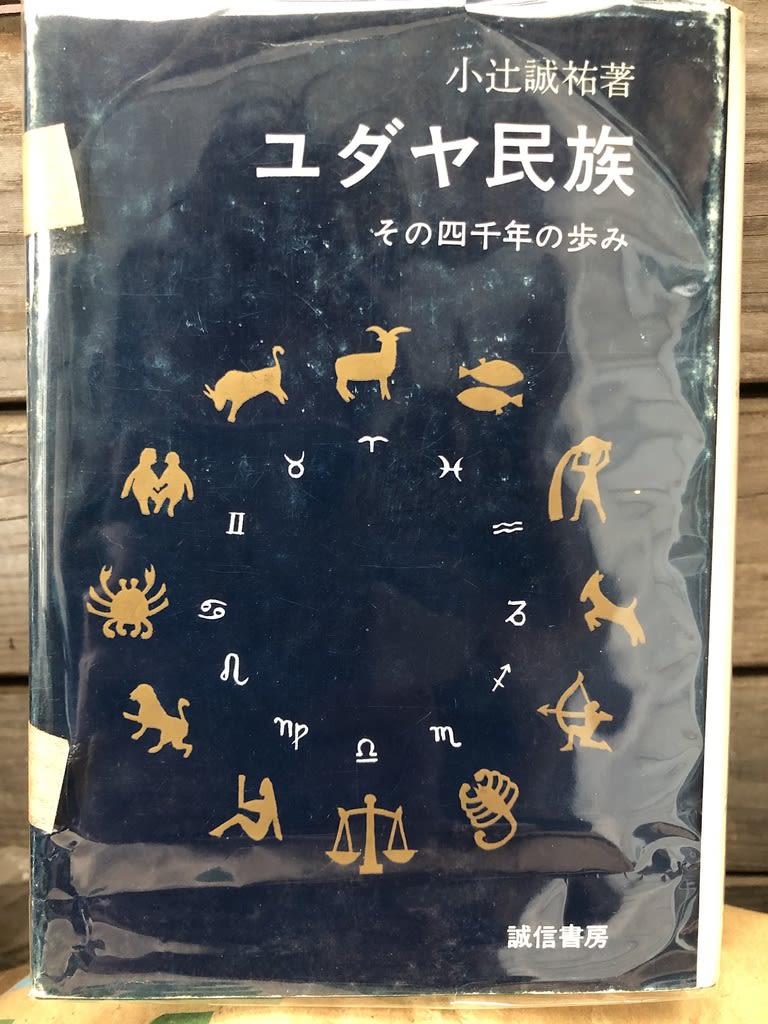 小辻誠祐著
ユダヤ民族
その四千年の歩み
♈
♉ ♓
♊ ♒
♋ ♑
♌ ♐
♍ ♎ ♏
誠信書房